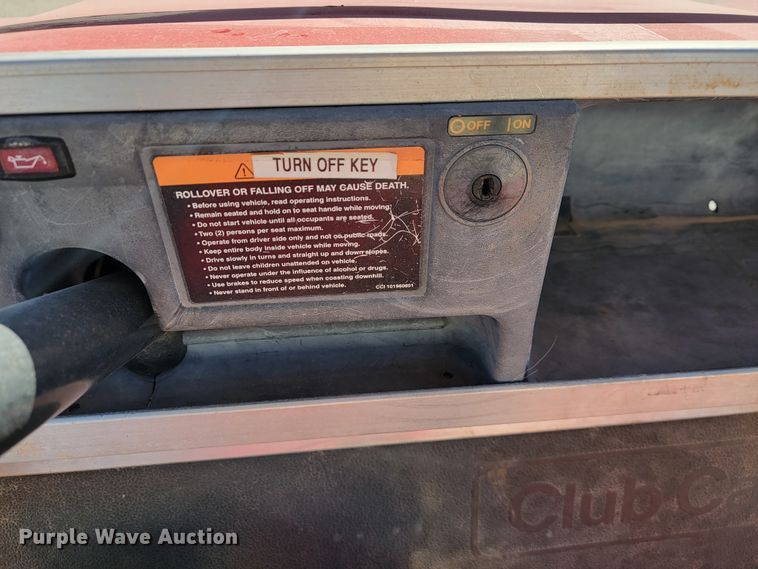 OFF | ON
TURN OFF KEY
ROLLOVER OR FALLING OFF MAY CAUSE DEATH.
• Before using vehicle, read operating instructions.
• Remain seated and hold on to seat handle while moving.
• Do not start vehicle until all occupants are seated.
• Two (2) persons per seat maximum.
• Operate from driver side only and not on public roads.
• Keep entire body inside vehicle while moving.
• Drive slowly in turns and straight up and down slopes.
• Do not leave children unattended on vehicle.
• Never operate under the influence of alcohol or drugs.
• Use brakes to reduce speed when coasting downhill.
• Never stand in front of or behind vehicle.
CCI 101960601
Club Ca
Purple Wave Auction